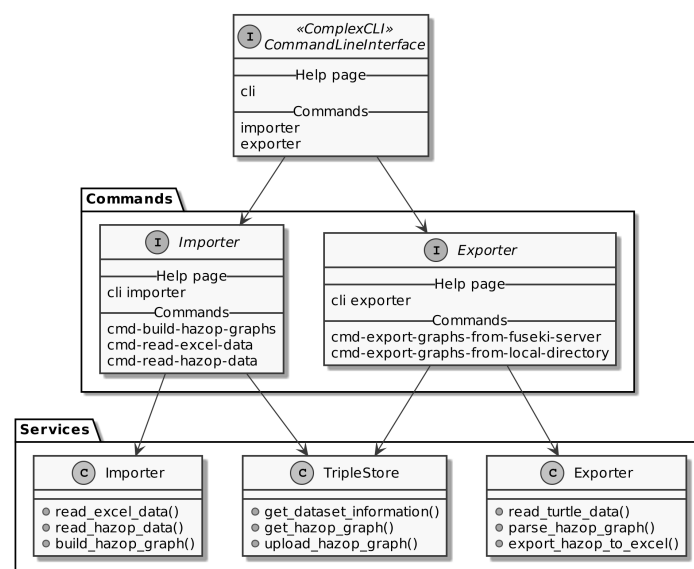 I
«ComplexCLI»
CommandLineInterface
Help page
cli
Commands
importer
exporter
Commands
I Importer
Help page
cli importer
Commands
cmd-build-hazop-graphs
cmd-read-excel-data
cmd-read-hazop-data
I Exporter
Help page
cli exporter
Commands
cmd-export-graphs-from-fuseki-server
cmd-export-graphs-from-local-directory
Services
C Importer
read_excel_data()
read_hazop_data()
build_hazop_graph()
C TripleStore
get_dataset_information()
get_hazop_graph()
upload_hazop_graph()
C Exporter
read_turtle_data()
parse_hazop_graph()
export_hazop_to_excel()